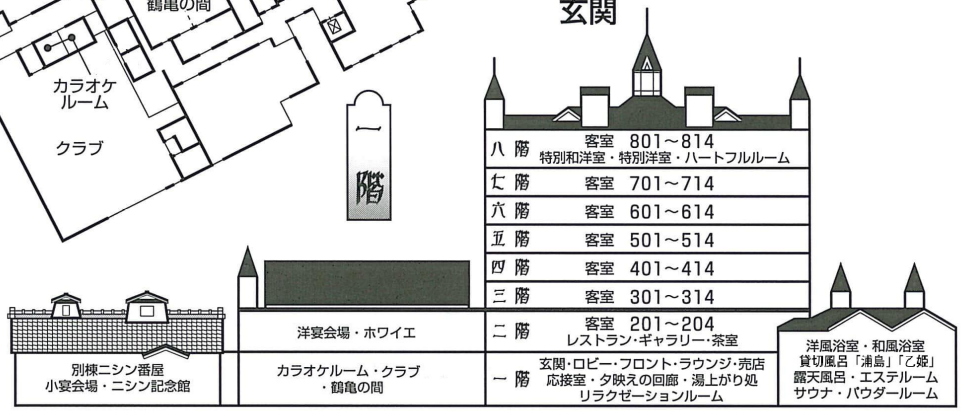 鶴亀の間
玄関
カラオケ
ルーム
クラブ
一階
八階
客室 801～814
特別和洋室・特別洋室・ハートフルルーム
七階
客室 701～714
六階
客室 601～614
五階
客室 501～514
四階
客室 401～414
三階
客室 301～314
二階
客室 201～204
レストラン・ギャラリー・茶室
一階
玄関・ロビー・フロント・ラウンジ・売店
応接室・夕映えの回廊・湯上がり処
リラクゼーションルーム
洋宴会場・ホワイエ
カラオケルーム・クラブ
・鶴亀の間
別棟ニシン番屋
小宴会場・ニシン記念館
洋風浴室・和風浴室
貸切風呂「浦島」「乙姫」
露天風呂・エステルーム
サウナ・パウダールーム